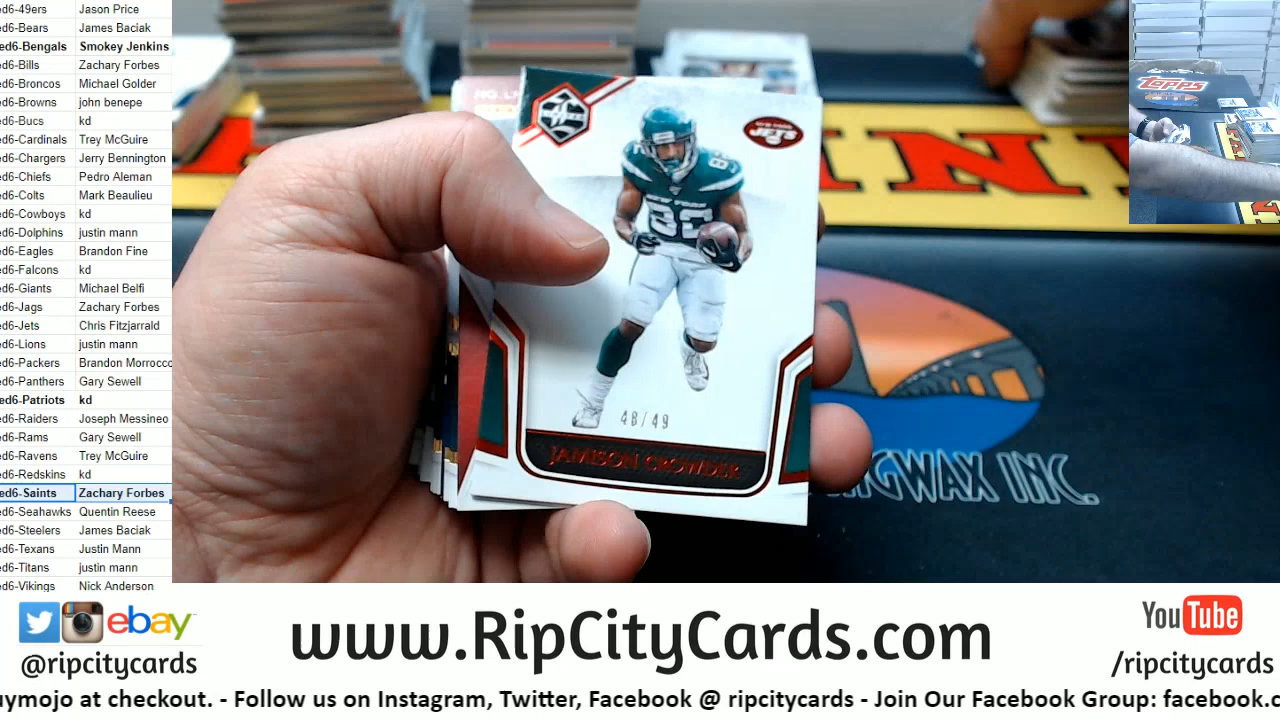 ed6-49ers Jason Price
ed6-Bears James Baciak
ed6-Bengals Smokey Jenkins
ed6-Bills Zachary Forbes
ed6-Broncos Michael Golder
ed6-Browns john benepe
ed6-Bucs kd
ed6-Cardinals Trey McGuire
ed6-Chargers Jerry Bennington
ed6-Chiefs Pedro Aleman
ed6-Colts Mark Beaulieu
ed6-Cowboys kd
ed6-Dolphins justin mann
ed6-Eagles Brandon Fine
ed6-Falcons kd
ed6-Giants Michael Belfi
ed6-Jags Zachary Forbes
ed6-Jets Chris Fitzjarrald
ed6-Lions justin mann
ed6-Packers Brandon Morrocco
ed6-Panthers Gary Sewell
ed6-Patriots kd
ed6-Raiders Joseph Messineo
ed6-Rams Gary Sewell
ed6-Ravens Trey McGuire
ed6-Redskins kd
ed6-Saints Zachary Forbes
ed6-Seahawks Quentin Reese
ed6-Steelers James Baciak
ed6-Texans Justin Mann
ed6-Titans justin mann
ed6-Vikings Nick Anderson
JETS
82
NEW YORK
82
48/49
JAMISON CROWDER
NI
GWAX INC.
Topps
ebay
@ripcitycards
www.RipCityCards.com
YouTube
/ripcitycards
uymojo at checkout. - Follow us on Instagram, Twitter, Facebook @ ripcitycards - Join Our Facebook Group: facebook.c